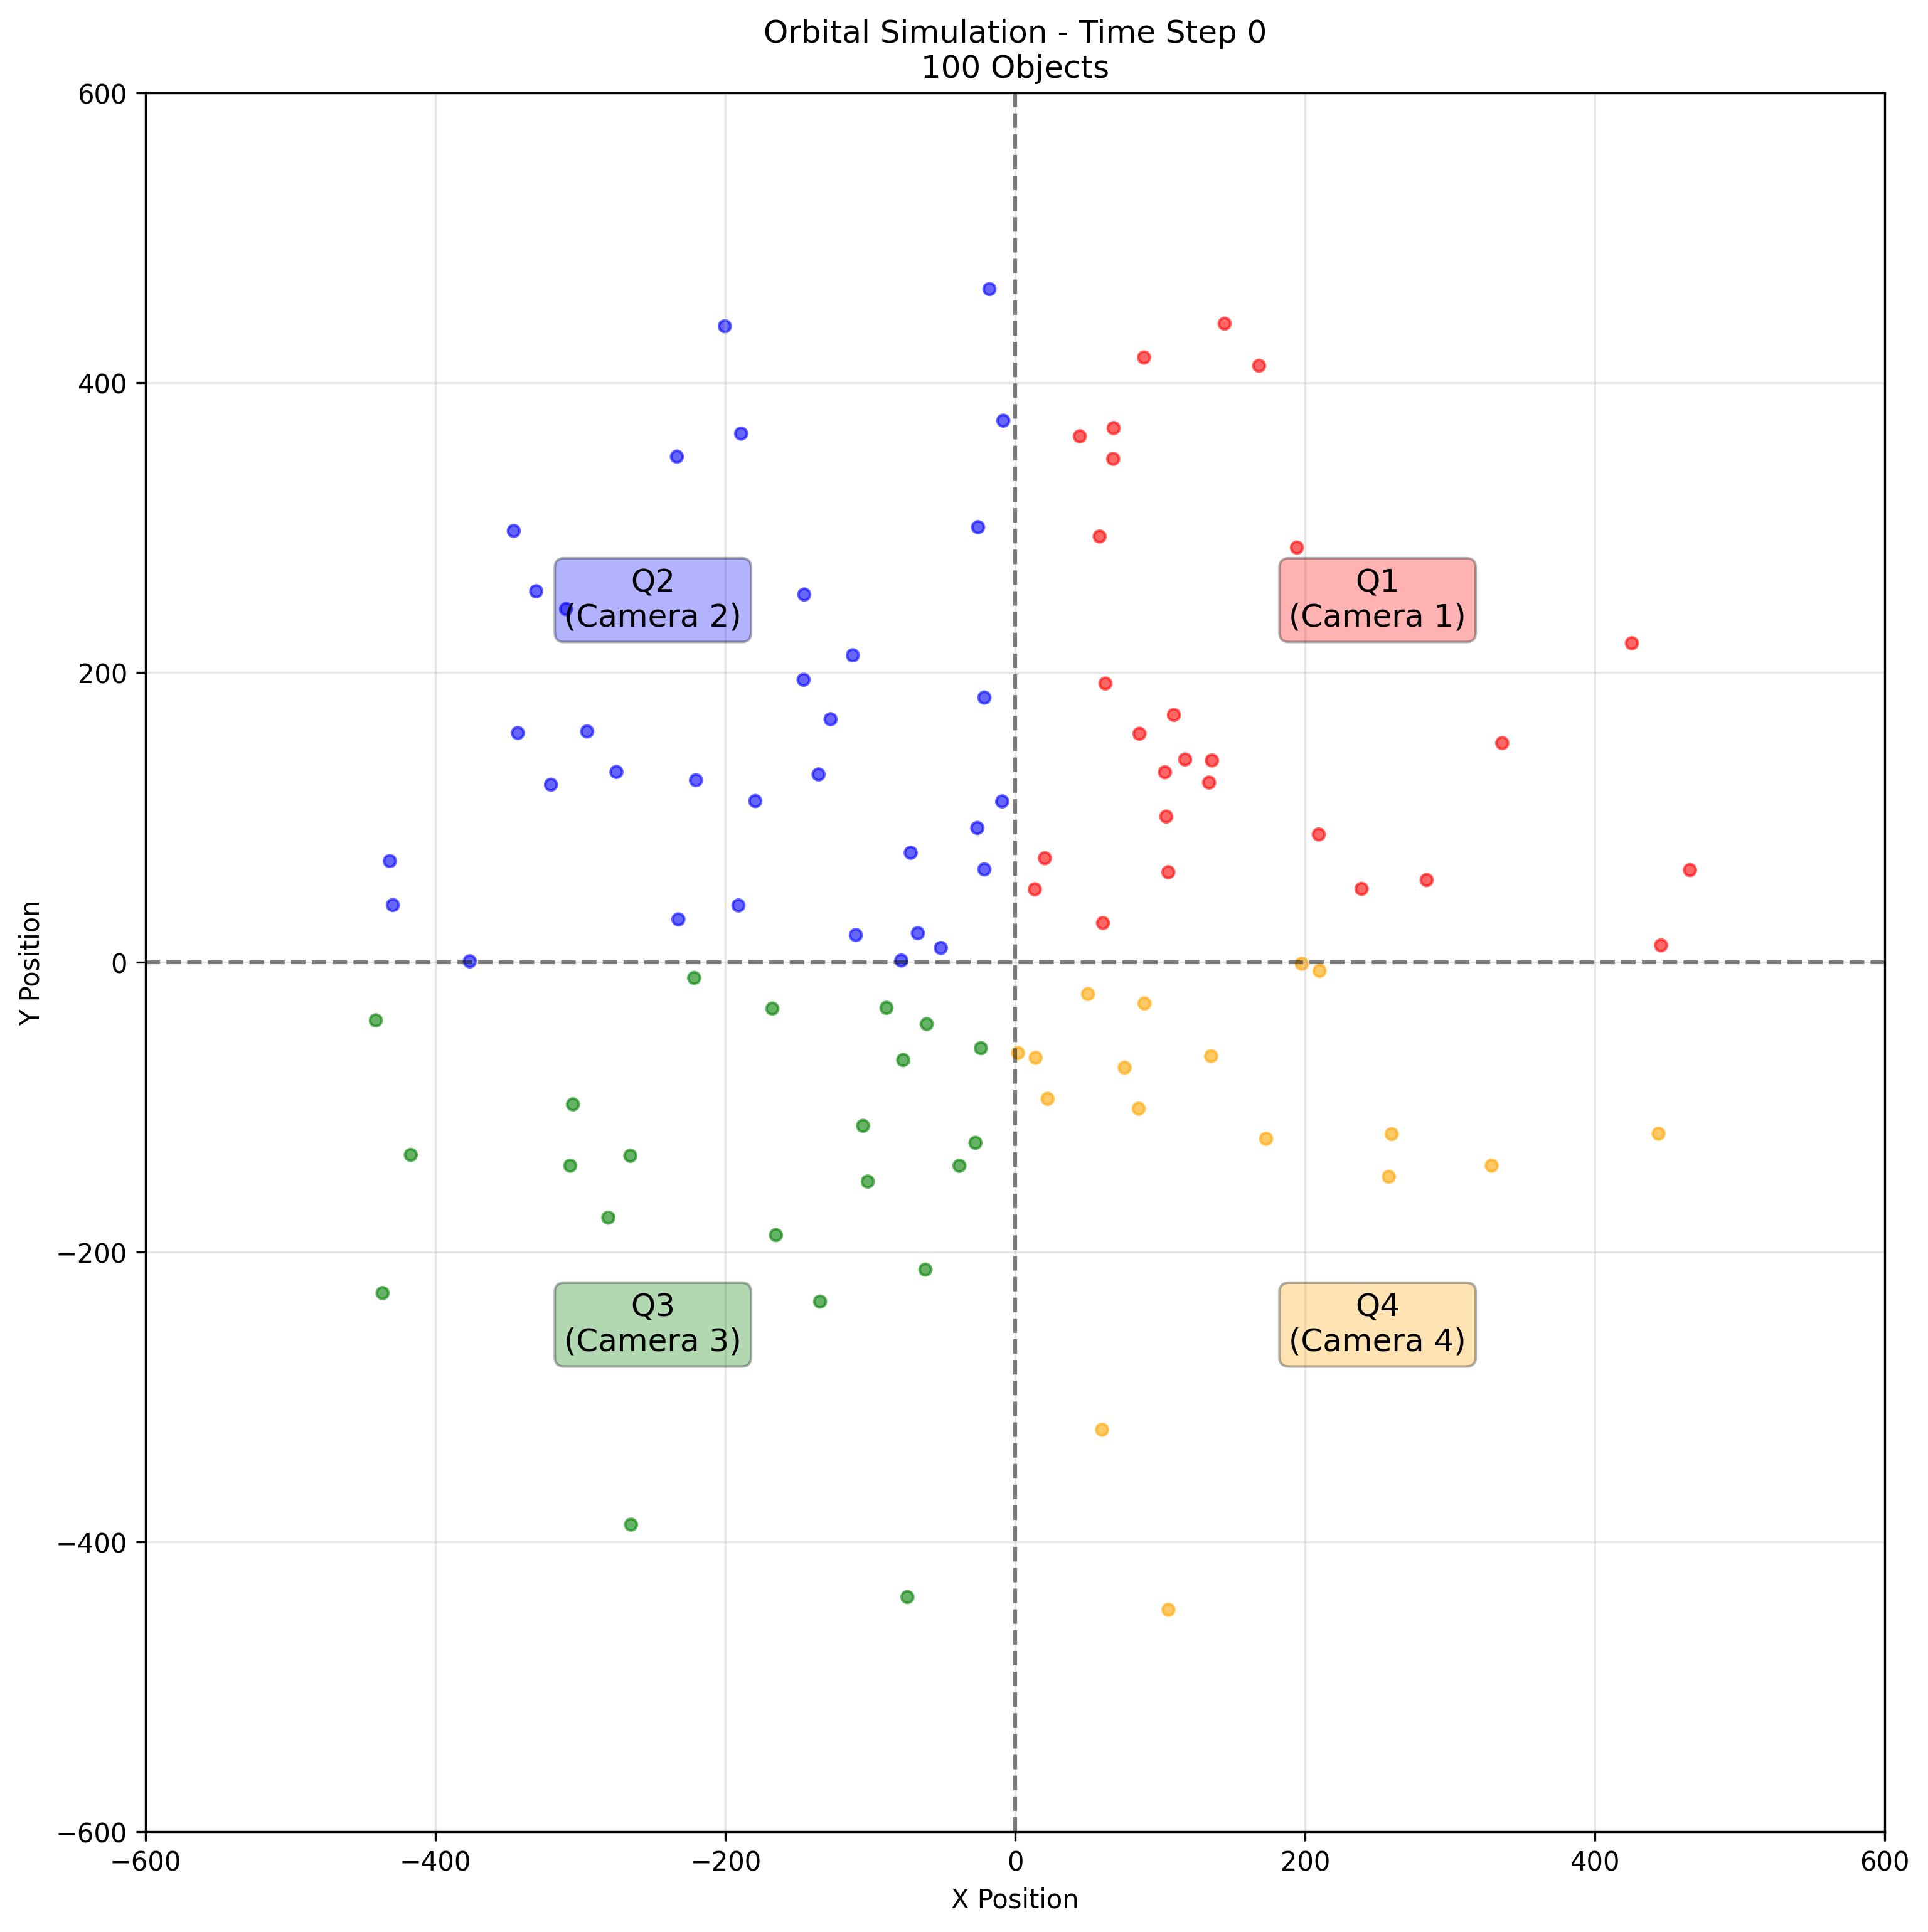 Orbital Simulation - Time Step 0
100 Objects
600
400
200
0
−200
−400
−600
Y Position
Q2
(Camera 2)
Q1
(Camera 1)
Q3
(Camera 3)
Q4
(Camera 4)
−600
−400
−200
0
200
400
600
X Position